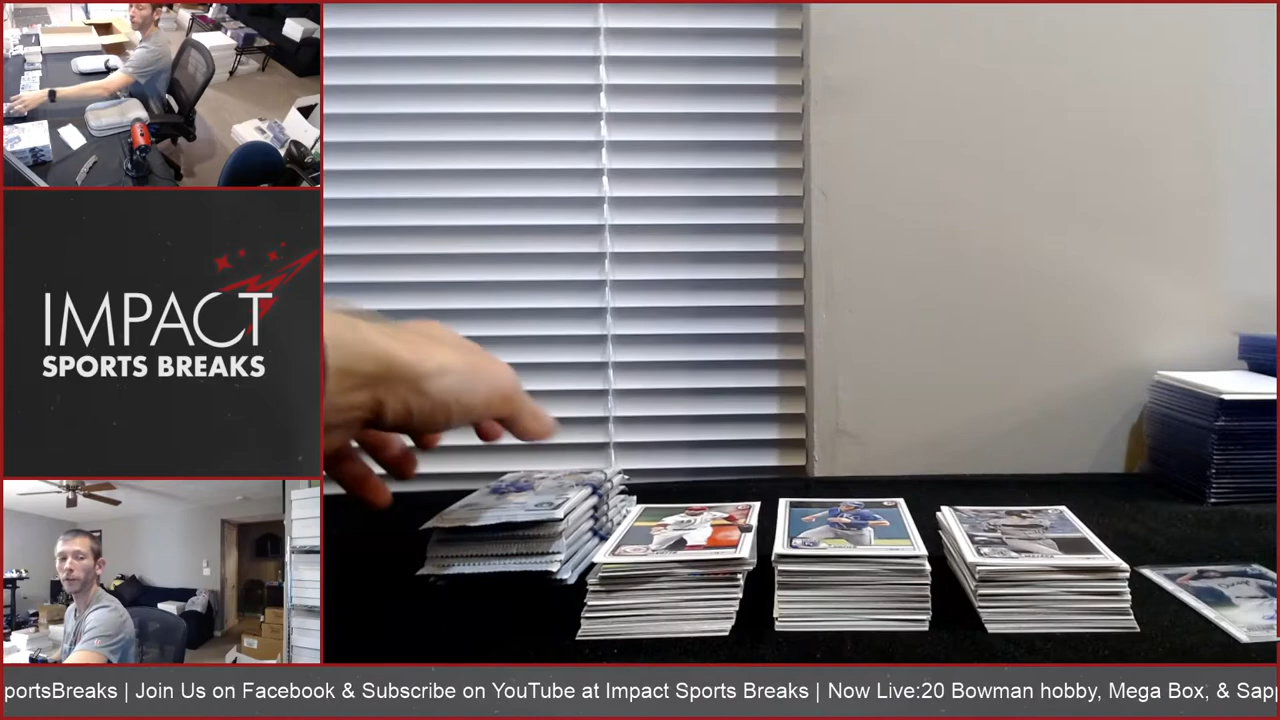 IMPACT
SPORTS BREAKS
portsBreaks | Join Us on Facebook & Subscribe on YouTube at Impact Sports Breaks | Now Live:20 Bowman hobby, Mega Box, & Sapp